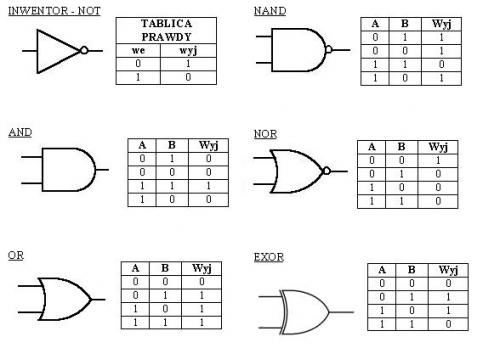 INWENTOR - NOT
TABLICA
PRAWDY
we wyj
0 1
1 0
NAND
A B Wyj
0 1 1
0 0 1
1 1 0
1 0 1
AND
A B Wyj
0 1 0
0 0 0
1 1 1
1 0 0
NOR
A B Wyj
0 0 1
0 1 0
1 0 0
1 1 0
OR
A B Wyj
0 0 0
0 1 1
1 0 1
1 1 1
EXOR
A B Wyj
0 0 0
0 1 1
1 0 1
1 1 0